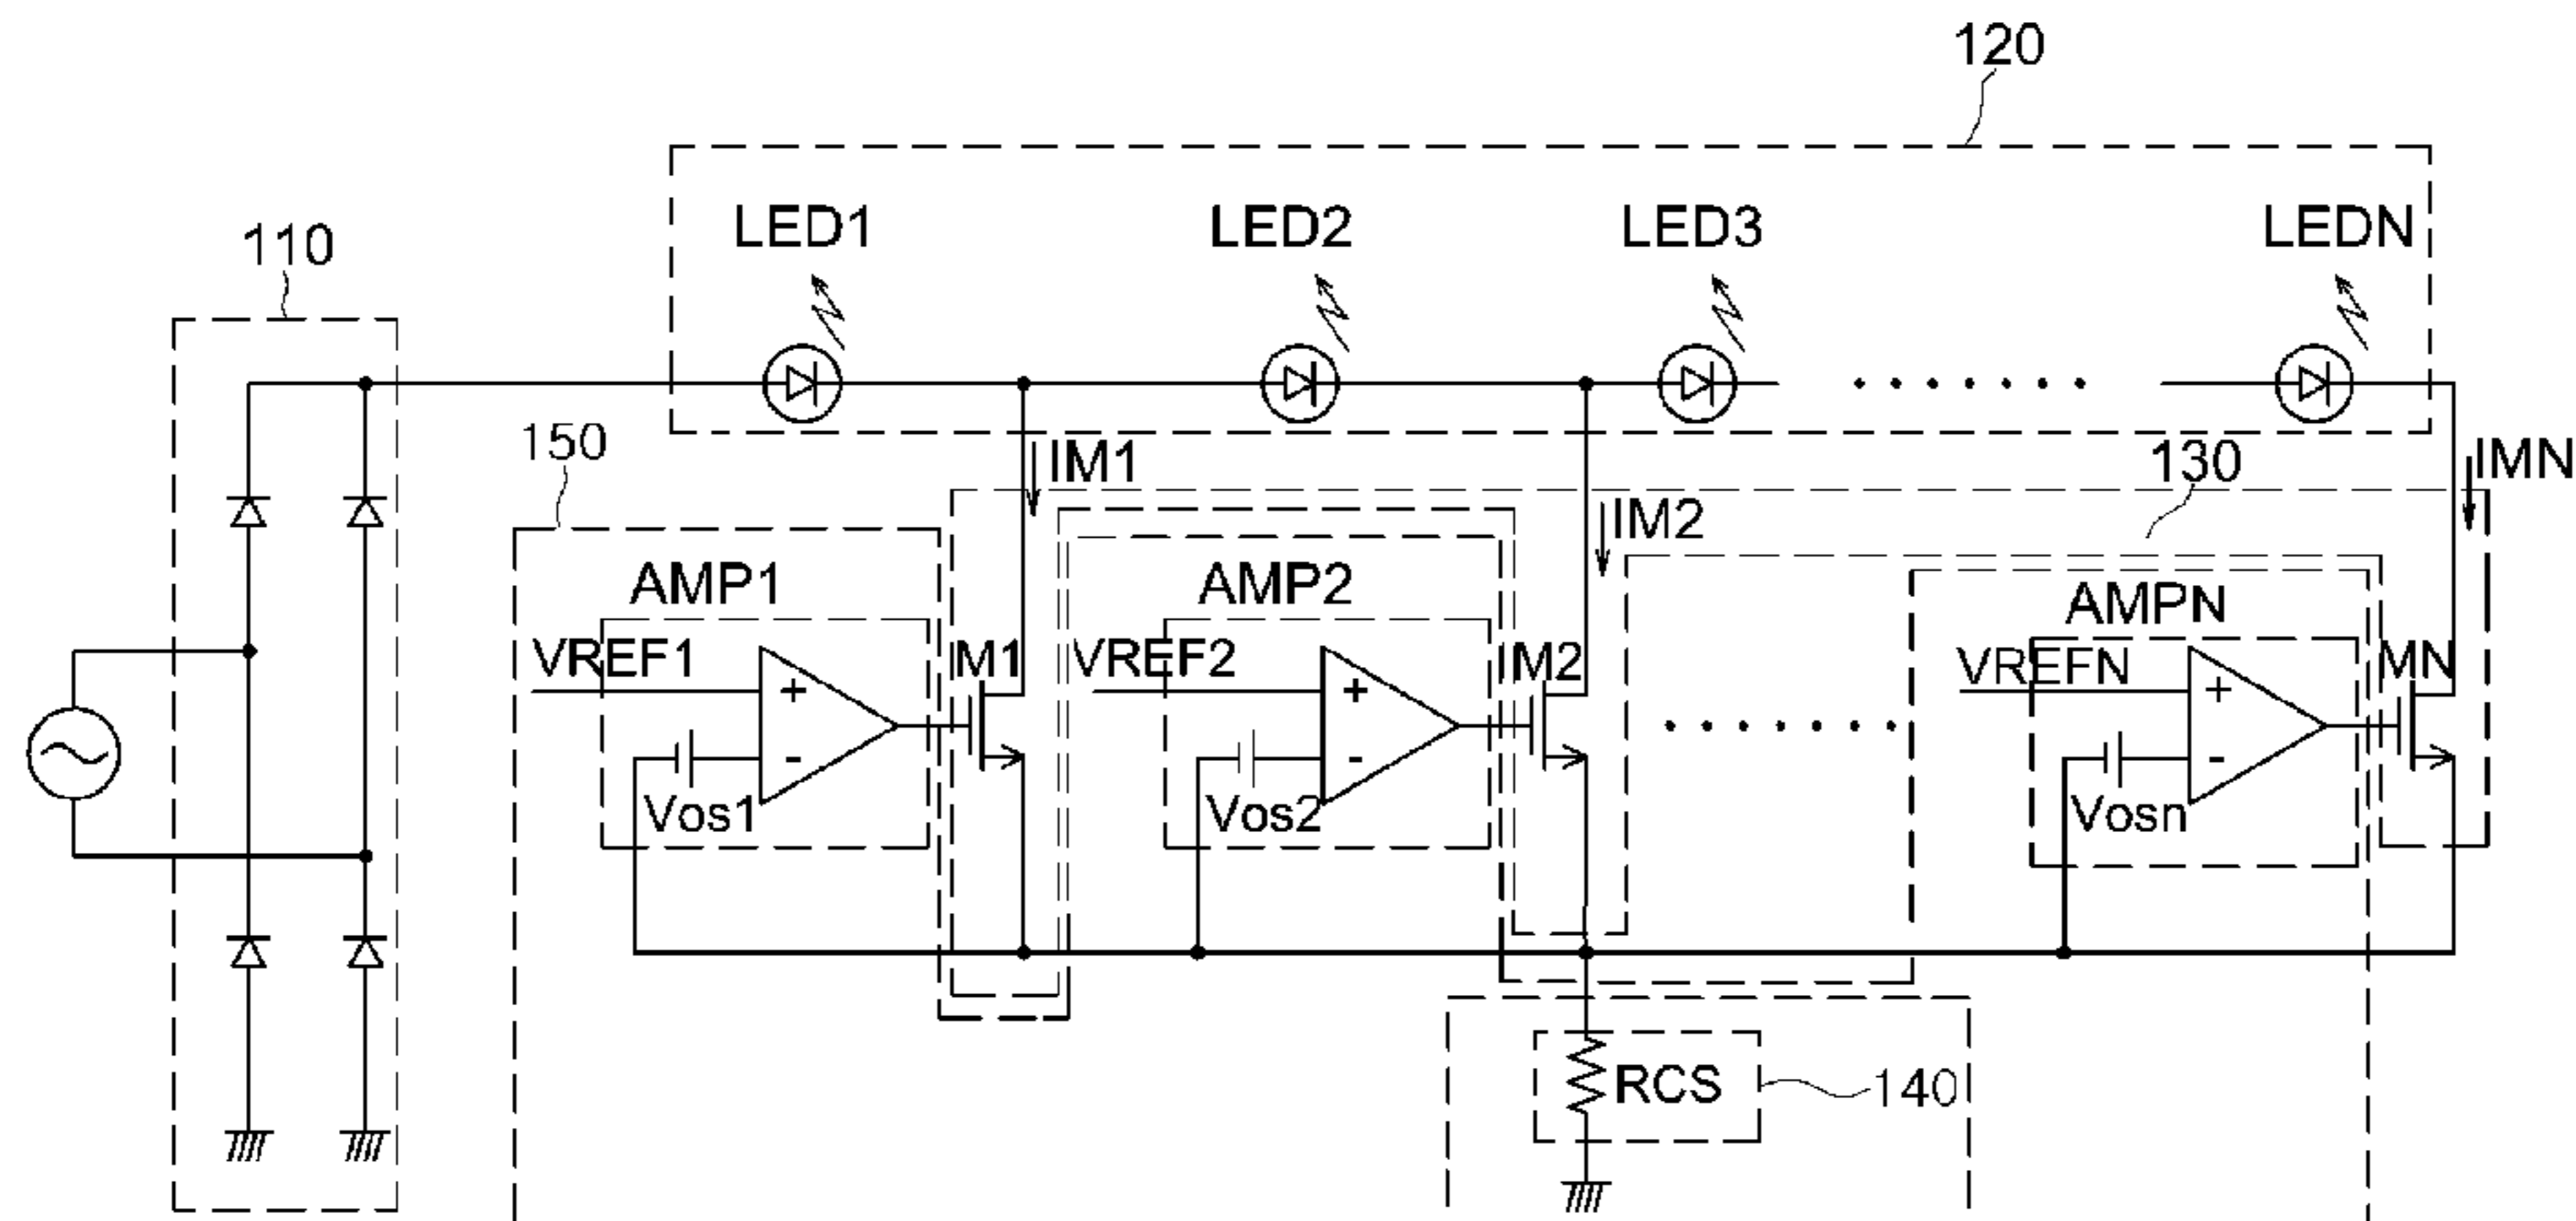 120
LED1 LED2 LED3 LEDN
110
150 IM1 130 IMN
IM2
AMP1 AMP2 AMPN
VREF1 M1 VREF2 M2 VREFN MN
+ + +
- - -
Vos1 Vos2 Vosn
RCS 140